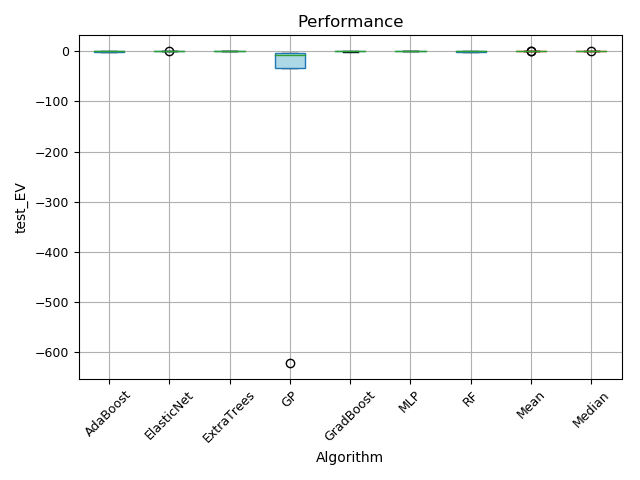 Performance
test_EV
0
−100
−200
−300
−400
−500
−600
AdaBoost
ElasticNet
ExtraTrees
GP
GradBoost
MLP
RF
Mean
Median
Algorithm